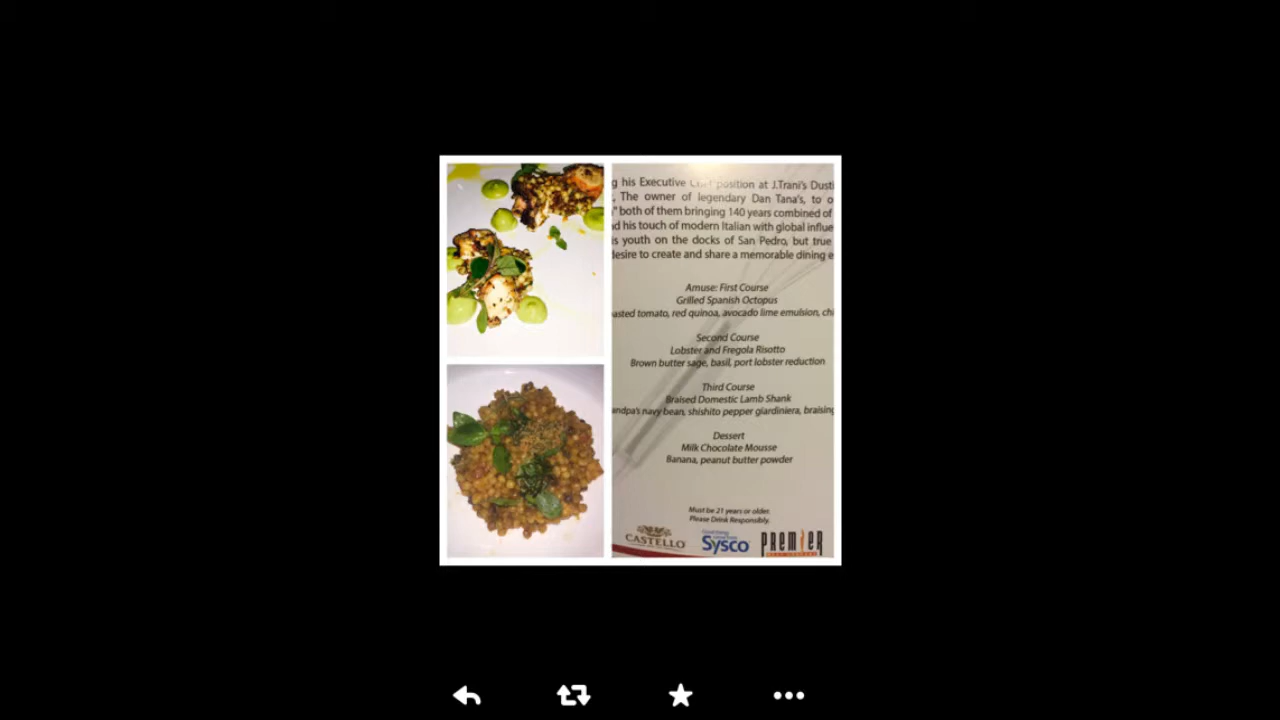 g his Executive Chef position at J.Trani's Dusti
, The owner of legendary Dan Tana's, to o
" both of them bringing 140 years combined of
d his touch of modern Italian with global influe
is youth on the docks of San Pedro, but true
desire to create and share a memorable dining e
Amuse: First Course
Grilled Spanish Octopus
asted tomato, red quinoa, avocado lime emulsion, chi
Second Course
Lobster and Fregola Risotto
Brown butter sage, basil, port lobster reduction
Third Course
Braised Domestic Lamb Shank
andpa's navy bean, shishito pepper giardiniera, braising
Dessert
Milk Chocolate Mousse
Banana, peanut butter powder
Must be 21 years or older.
Please Drink Responsibly.
CASTELLO
Sysco
PREMIER